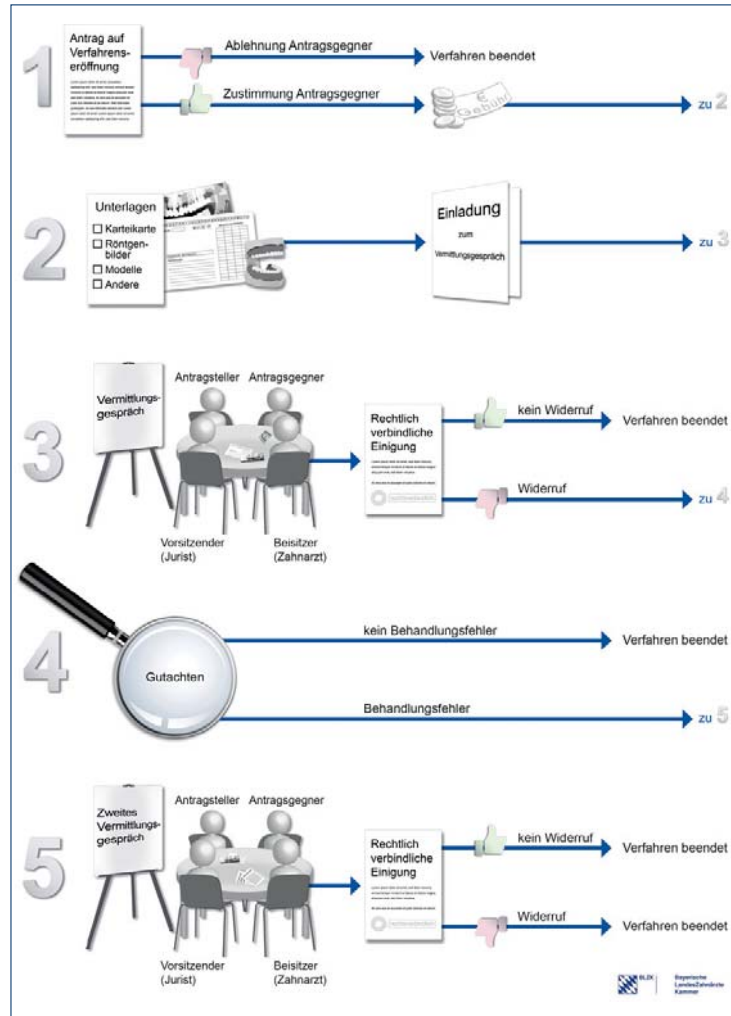 1
Antrag auf
Verfahrens-
eröffnung
Ablehnung Antragsgegner
Verfahren beendet
Zustimmung Antragsgegner
Gebühr
zu 2
2
Unterlagen
Karteikarte
Röntgen-
bilder
Modelle
Andere
Einladung
zum
Vermittlungsgespräch
zu 3
3
Vermittlungs-
gespräch
Antragsteller
Antragsgegner
Vorsitzender
(Jurist)
Beisitzer
(Zahnarzt)
Rechtlich
verbindliche
Einigung
kein Widerruf
Verfahren beendet
Widerruf
zu 4
4
Gutachten
kein Behandlungsfehler
Verfahren beendet
Behandlungsfehler
zu 5
5
Zweites
Vermittlungs-
gespräch
Antragsteller
Antragsgegner
Vorsitzender
(Jurist)
Beisitzer
(Zahnarzt)
Rechtlich
verbindliche
Einigung
kein Widerruf
Verfahren beendet
Widerruf
Verfahren beendet
BLZK
Bayerische
LandesZahnärzte
Kammer